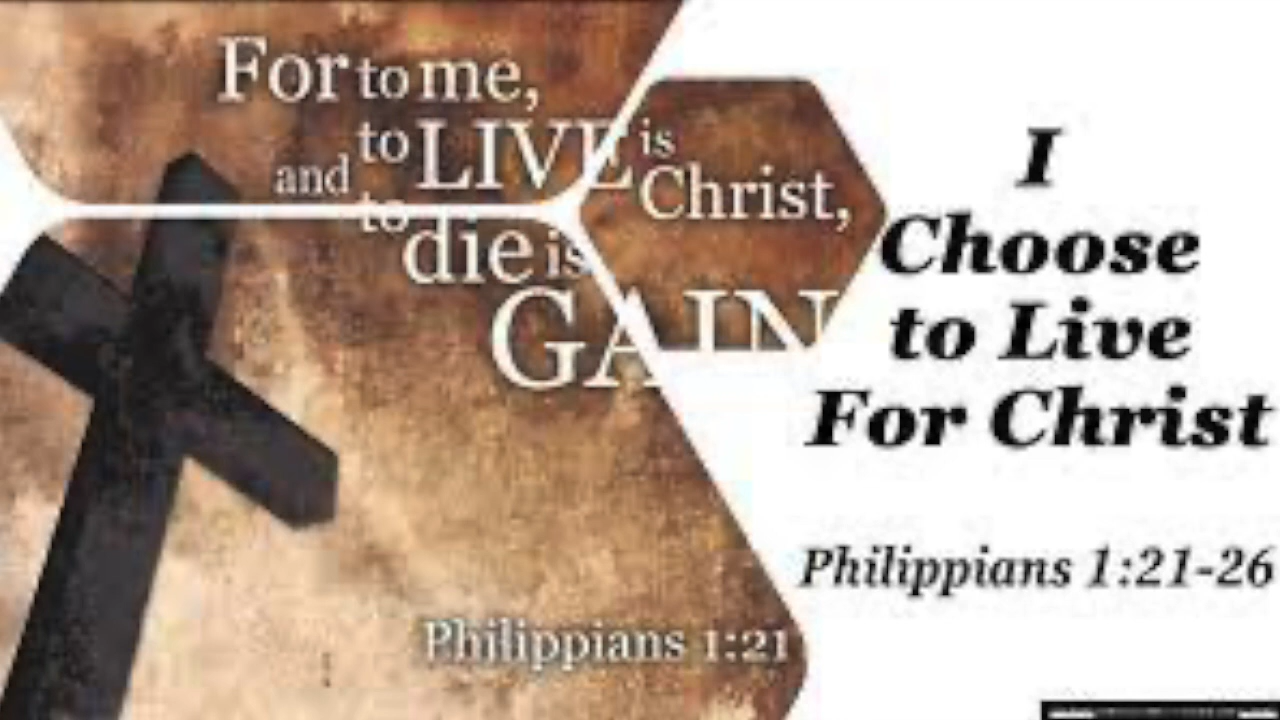 For to me,
to LIVE is
and
Christ,
to
die is
GAIN
Philippians 1:21
I
Choose
to Live
For Christ
Philippians 1:21-26